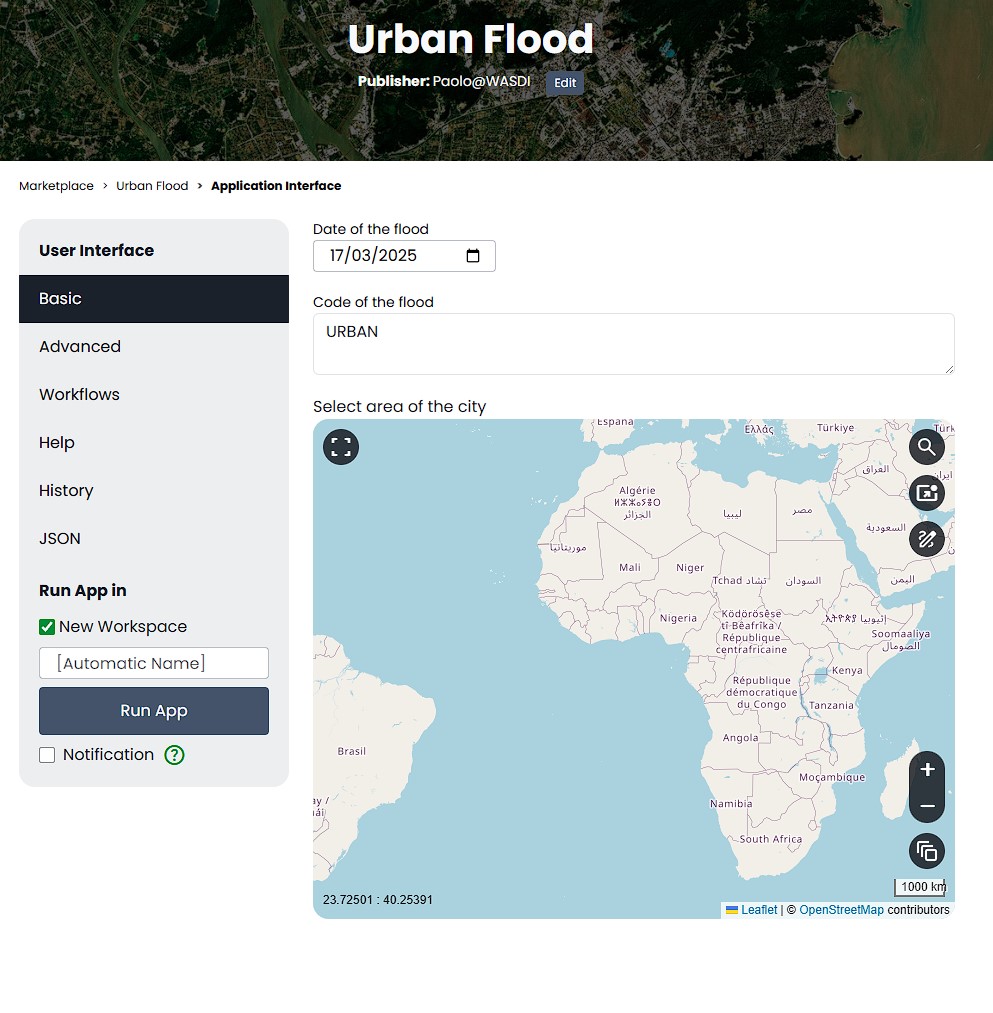 Urban Flood
Publisher: Paolo@WASDI Edit
Marketplace > Urban Flood > Application Interface
User Interface
Basic
Advanced
Workflows
Help
History
JSON
Run App in
New Workspace
[Automatic Name]
Run App
Notification ?
Date of the flood
17/03/2025
Code of the flood
URBAN
Select area of the city
España
Ελλάς
Türkiye
العراق
Algérie
ⵍⵣⵣⴰⵢⴻⵔ
الجزائر
ليبيا
مصر
السعودية
موريتانيا
Mali
Niger
Tchad تشاد
السودان
اليمن
Nigeria
Ködörösêse
tî Bêafrîka /
République
centrafricaine
ኢትዮጵያ إثيوبيا
Soomaaliya
الصومال
Kenya
République
démocratique
du Congo
Tanzania
Angola
Brasil
Moçambique
Namibia
South Africa
23.72501 : 40.25391
+
−
1000 km
Leaflet | © OpenStreetMap contributors